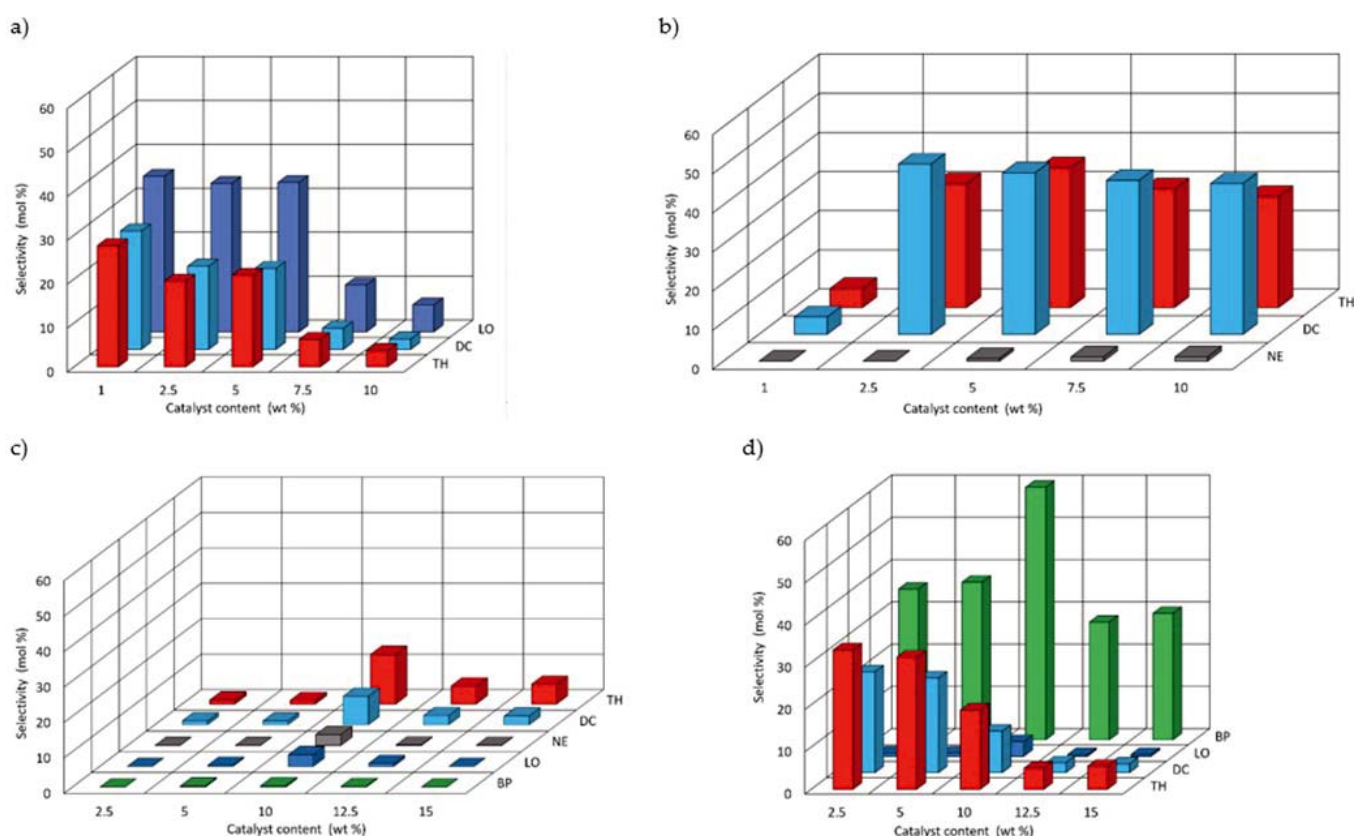 a)
60
50
40
30
20
10
0
Selectivity (mol %)
LO
DC
TH
1 2.5 5 7.5 10
Catalyst content (wt %)
b)
60
50
40
30
20
10
0
Selectivity (mol %)
TH
DC
NE
1 2.5 5 7.5 10
Catalyst content (wt %)
c)
60
50
40
30
20
10
0
Selectivity (mol %)
TH
DC
NE
LO
BP
2.5 5 10 12.5 15
Catalyst content (wt %)
d)
60
50
40
30
20
10
0
Selectivity (mol %)
BP
LO
DC
TH
2.5 5 10 12.5 15
Catalyst content (wt %)